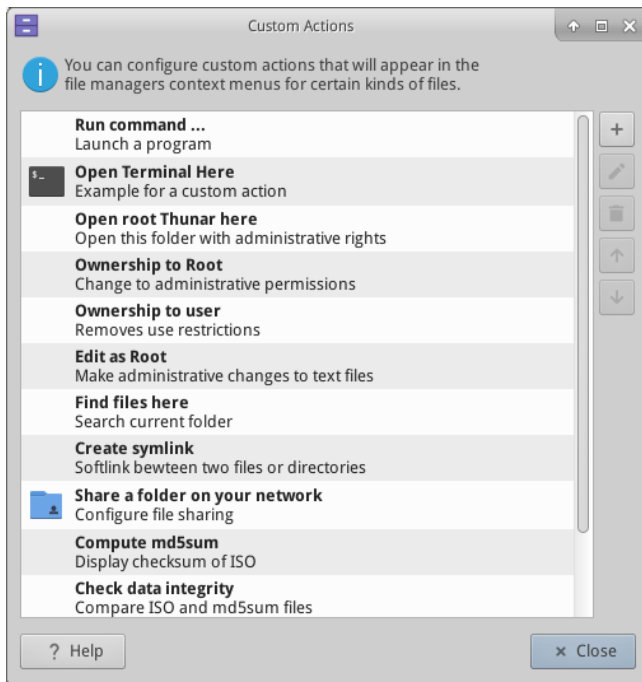 Custom Actions
You can configure custom actions that will appear in the
file managers context menus for certain kinds of files.
Run command ...
Launch a program
$_
Open Terminal Here
Example for a custom action
Open root Thunar here
Open this folder with administrative rights
Ownership to Root
Change to administrative permissions
Ownership to user
Removes use restrictions
Edit as Root
Make administrative changes to text files
Find files here
Search current folder
Create symlink
Softlink bewteen two files or directories
Share a folder on your network
Configure file sharing
Compute md5sum
Display checksum of ISO
Check data integrity
Compare ISO and md5sum files
? Help
× Close